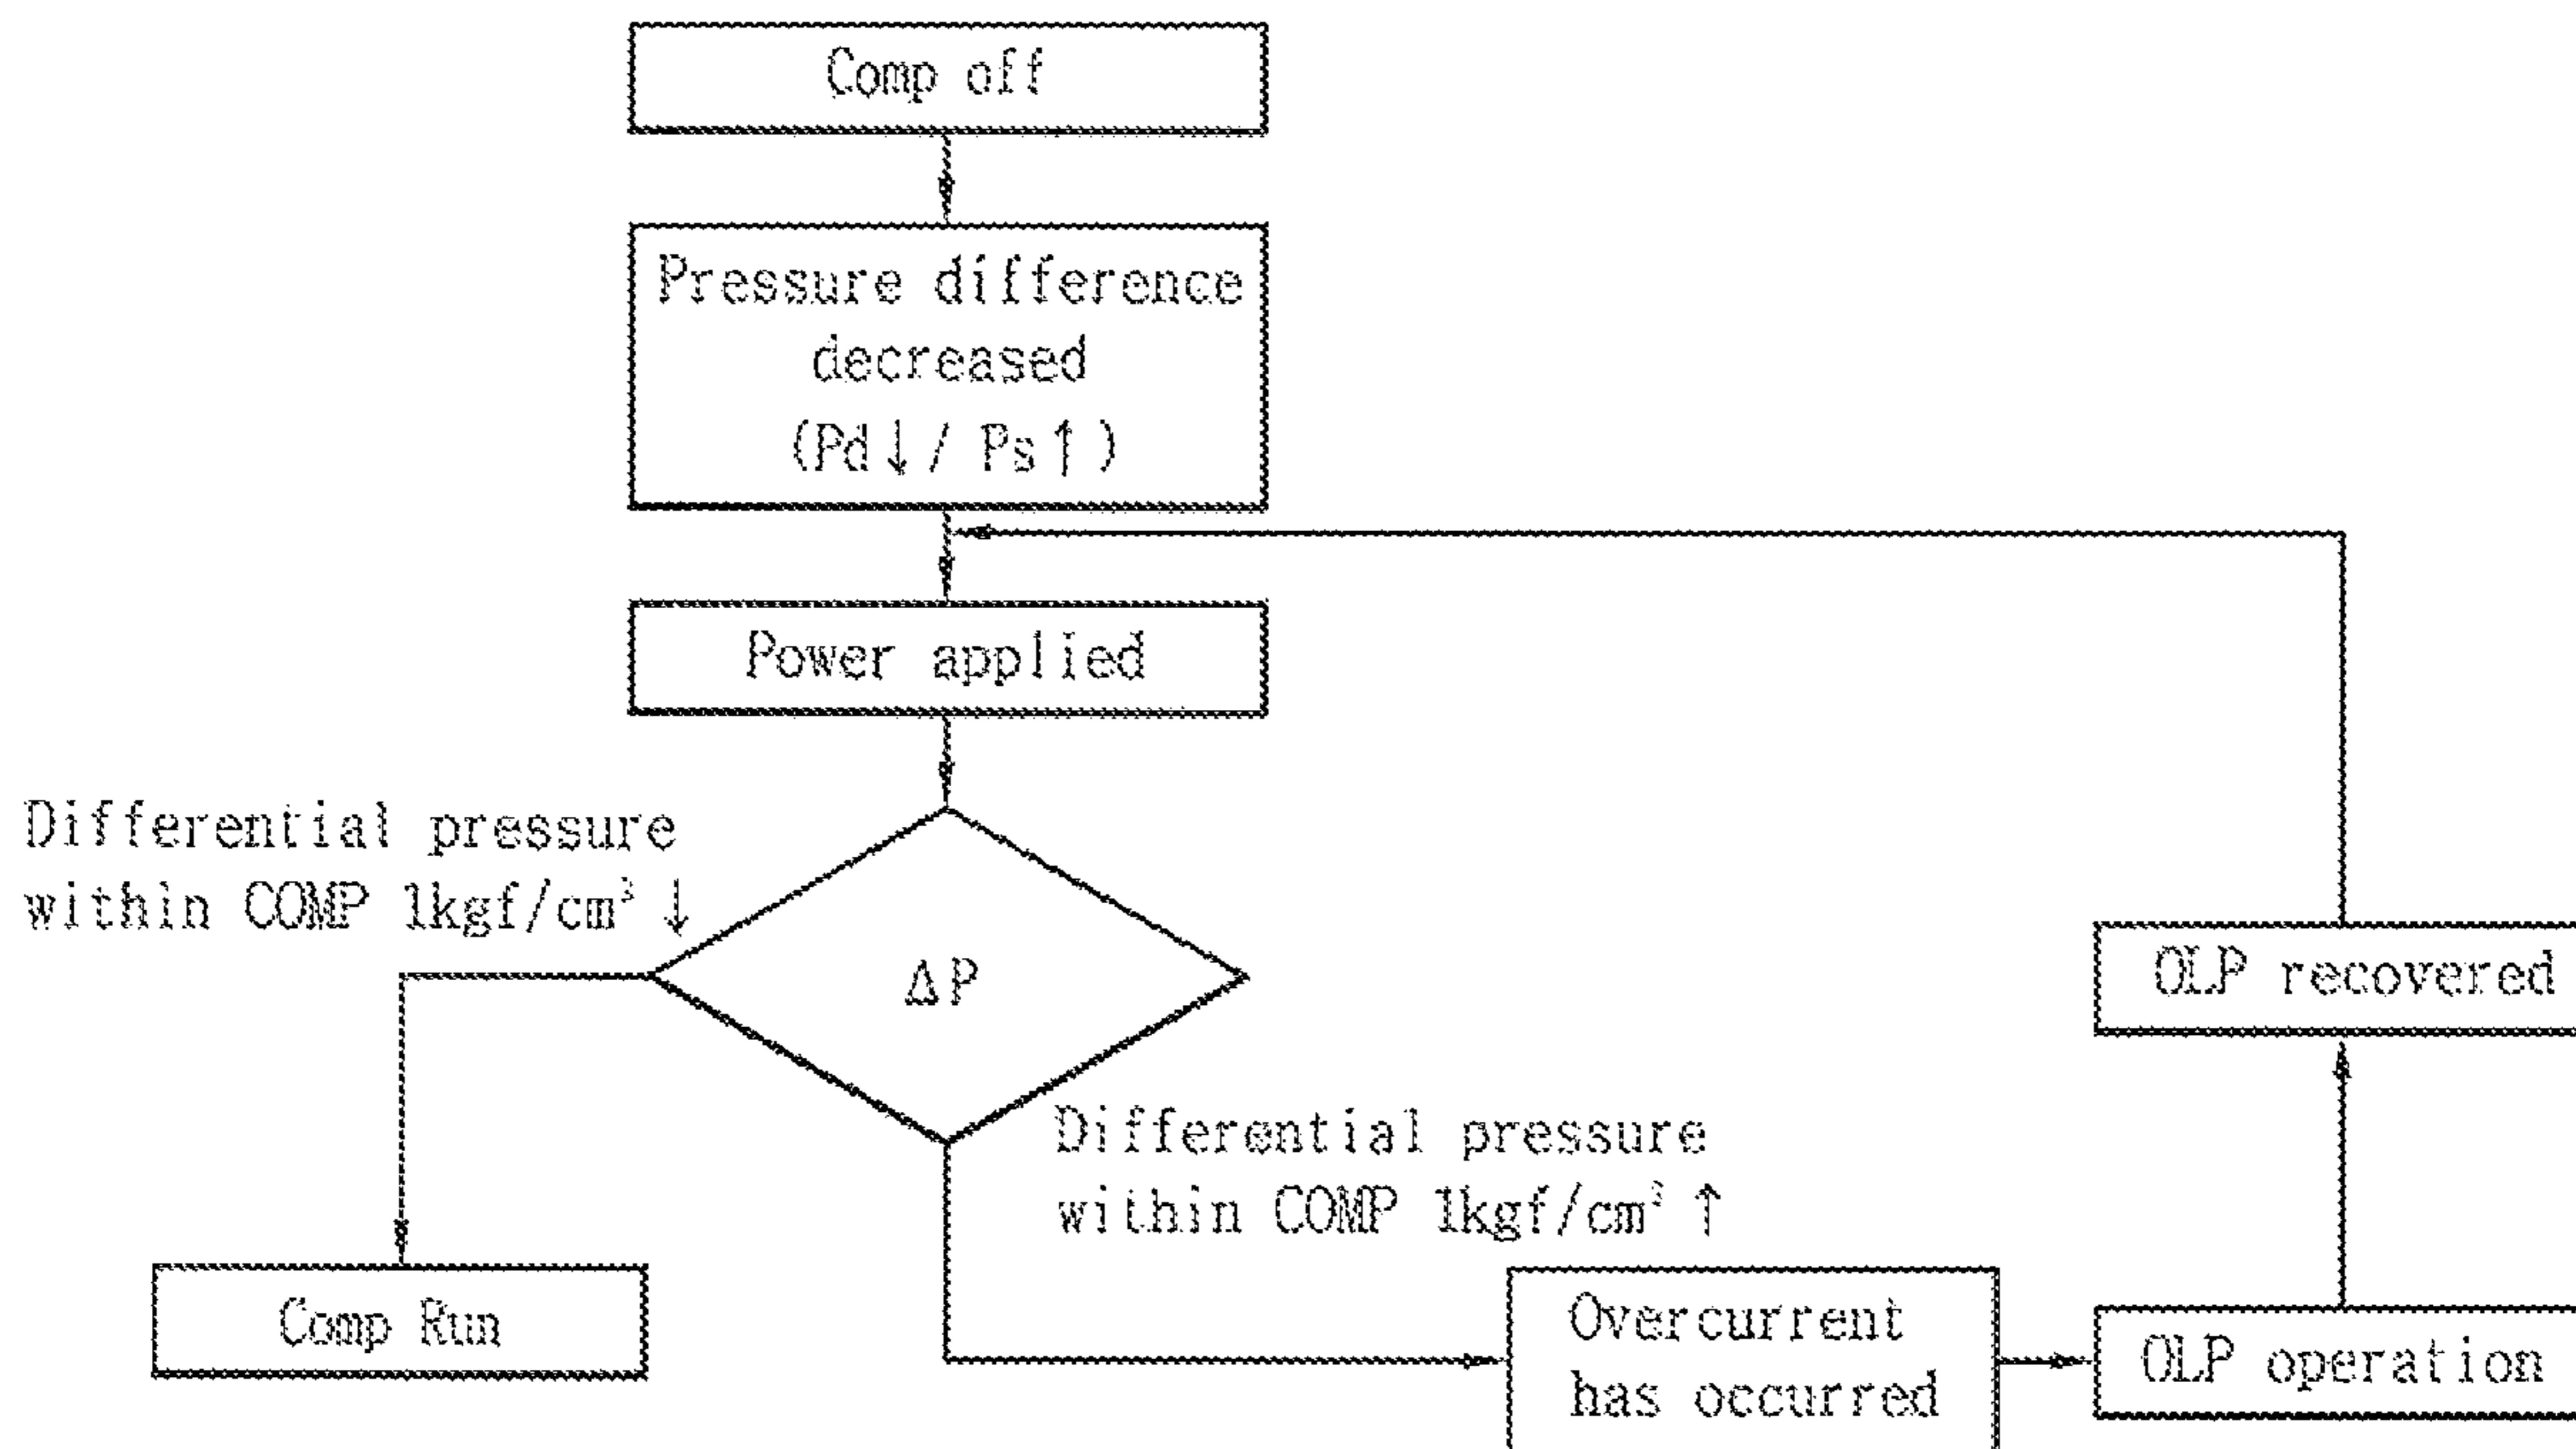 Comp off
Pressure difference
decreased
(Pd↓/ Ps↑)
Power applied
Differential pressure
within COMP 1kgf/cm³ ↓
ΔP
OLP recovered
Differential pressure
within COMP 1kgf/cm³ ↑
Comp Run
Overcurrent
has occurred
OLP operation